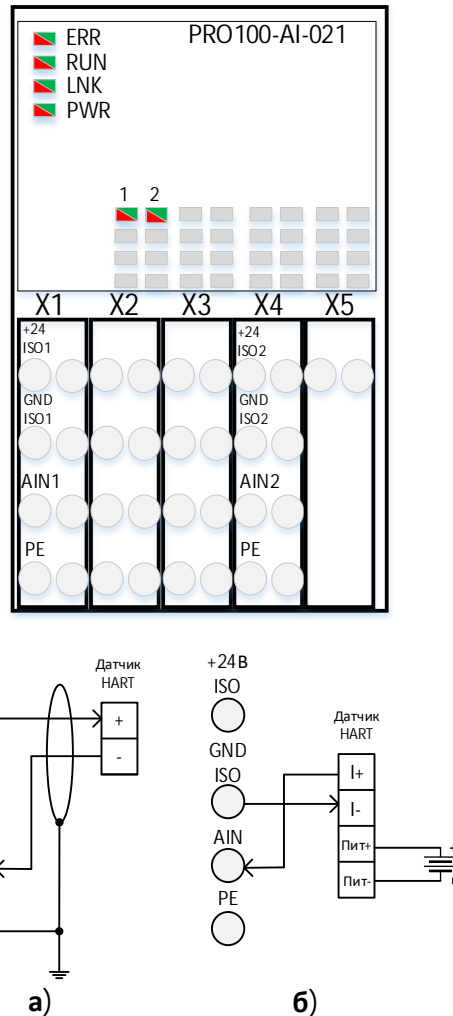 PRO100-AI-021
ERR
RUN
LNK
PWR
1 2
X1 X2 X3 X4 X5
+24
ISO1
+24
ISO2
GND
ISO1
GND
ISO2
AIN1
AIN2
PE
PE
Датчик
HART
+
-
а)
+24В
ISO
GND
ISO
AIN
PE
Датчик
HART
I+
I-
Пит+
Пит-
+
-
б)